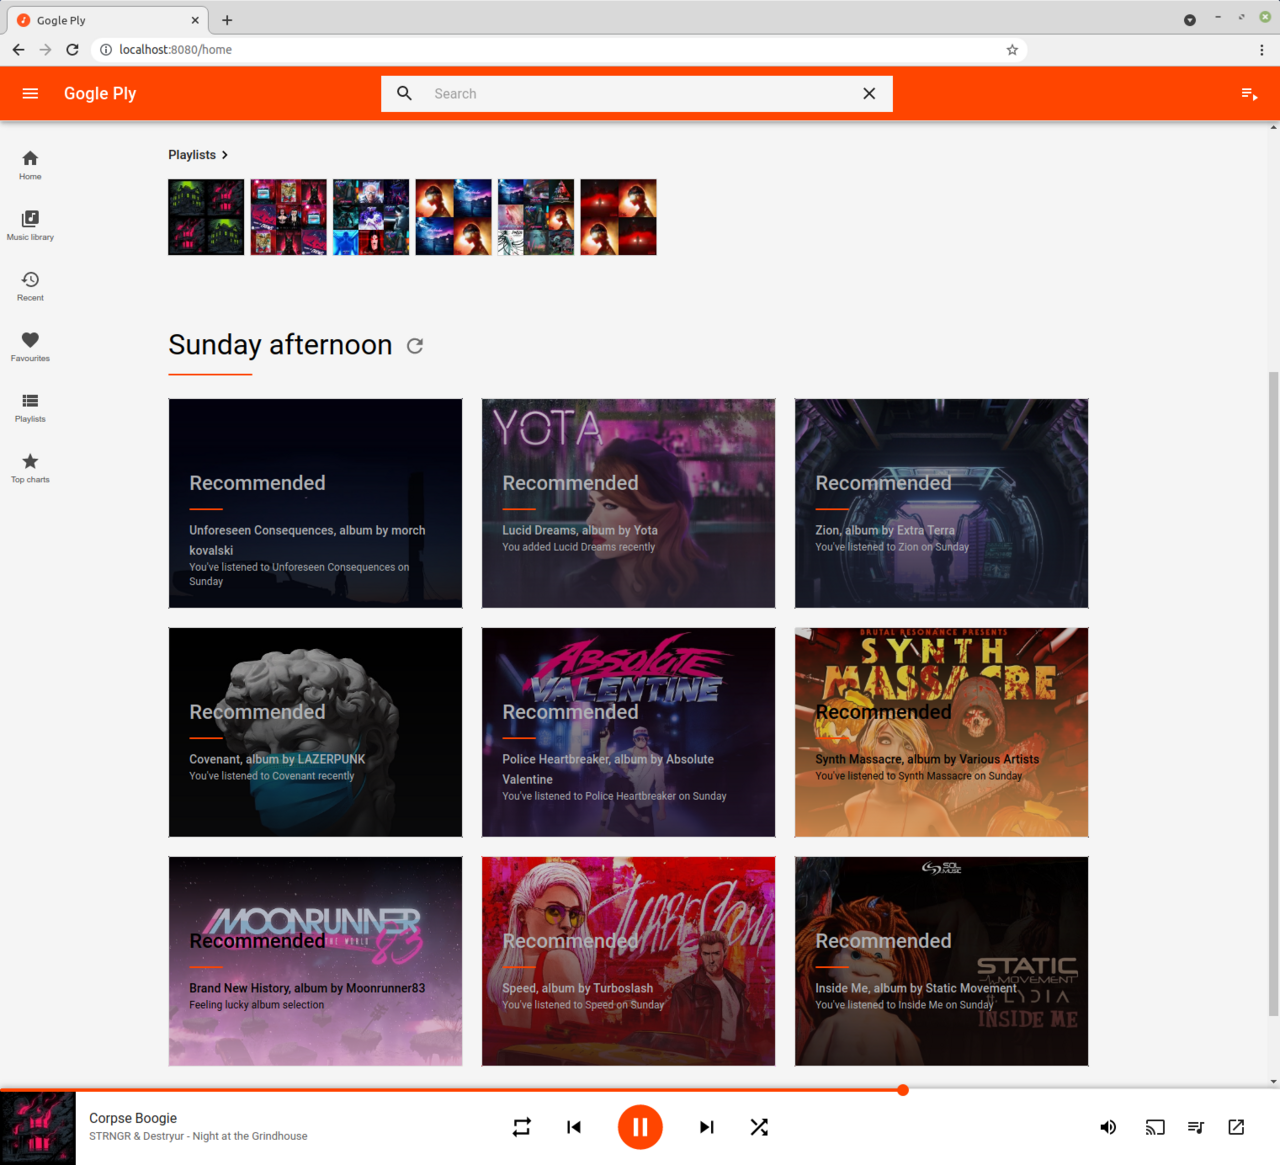 Gogle Ply
localhost:8080/home
Gogle Ply
Search
Home
Music library
Recent
Favourites
Playlists
Top charts
Playlists
Sunday afternoon
Recommended
Unforeseen Consequences, album by morch
kovalski
You've listened to Unforeseen Consequences on
Sunday
YOTA
Recommended
Lucid Dreams, album by Yota
You added Lucid Dreams recently
Recommended
Zion, album by Extra Terra
You've listened to Zion on Sunday
Recommended
Covenant, album by LAZERPUNK
You've listened to Covenant recently
ABSOLUTE
VALENTINE
Recommended
Police Heartbreaker, album by Absolute
Valentine
You've listened to Police Heartbreaker on Sunday
BRUTAL RESONANCE PRESENTS
SYNTH
MASSACRE
Recommended
Synth Massacre, album by Various Artists
You've listened to Synth Massacre on Sunday
MOONRUNNER
83
Recommended
Brand New History, album by Moonrunner83
Feeling lucky album selection
Recommended
Speed, album by Turboslash
You've listened to Speed on Sunday
SOL
MUSIC
STATIC
MOVEMENT
LYDIA
INSIDE ME
Recommended
Inside Me, album by Static Movement
You've listened to Inside Me on Sunday
Corpse Boogie
STRNGR & Destryur - Night at the Grindhouse